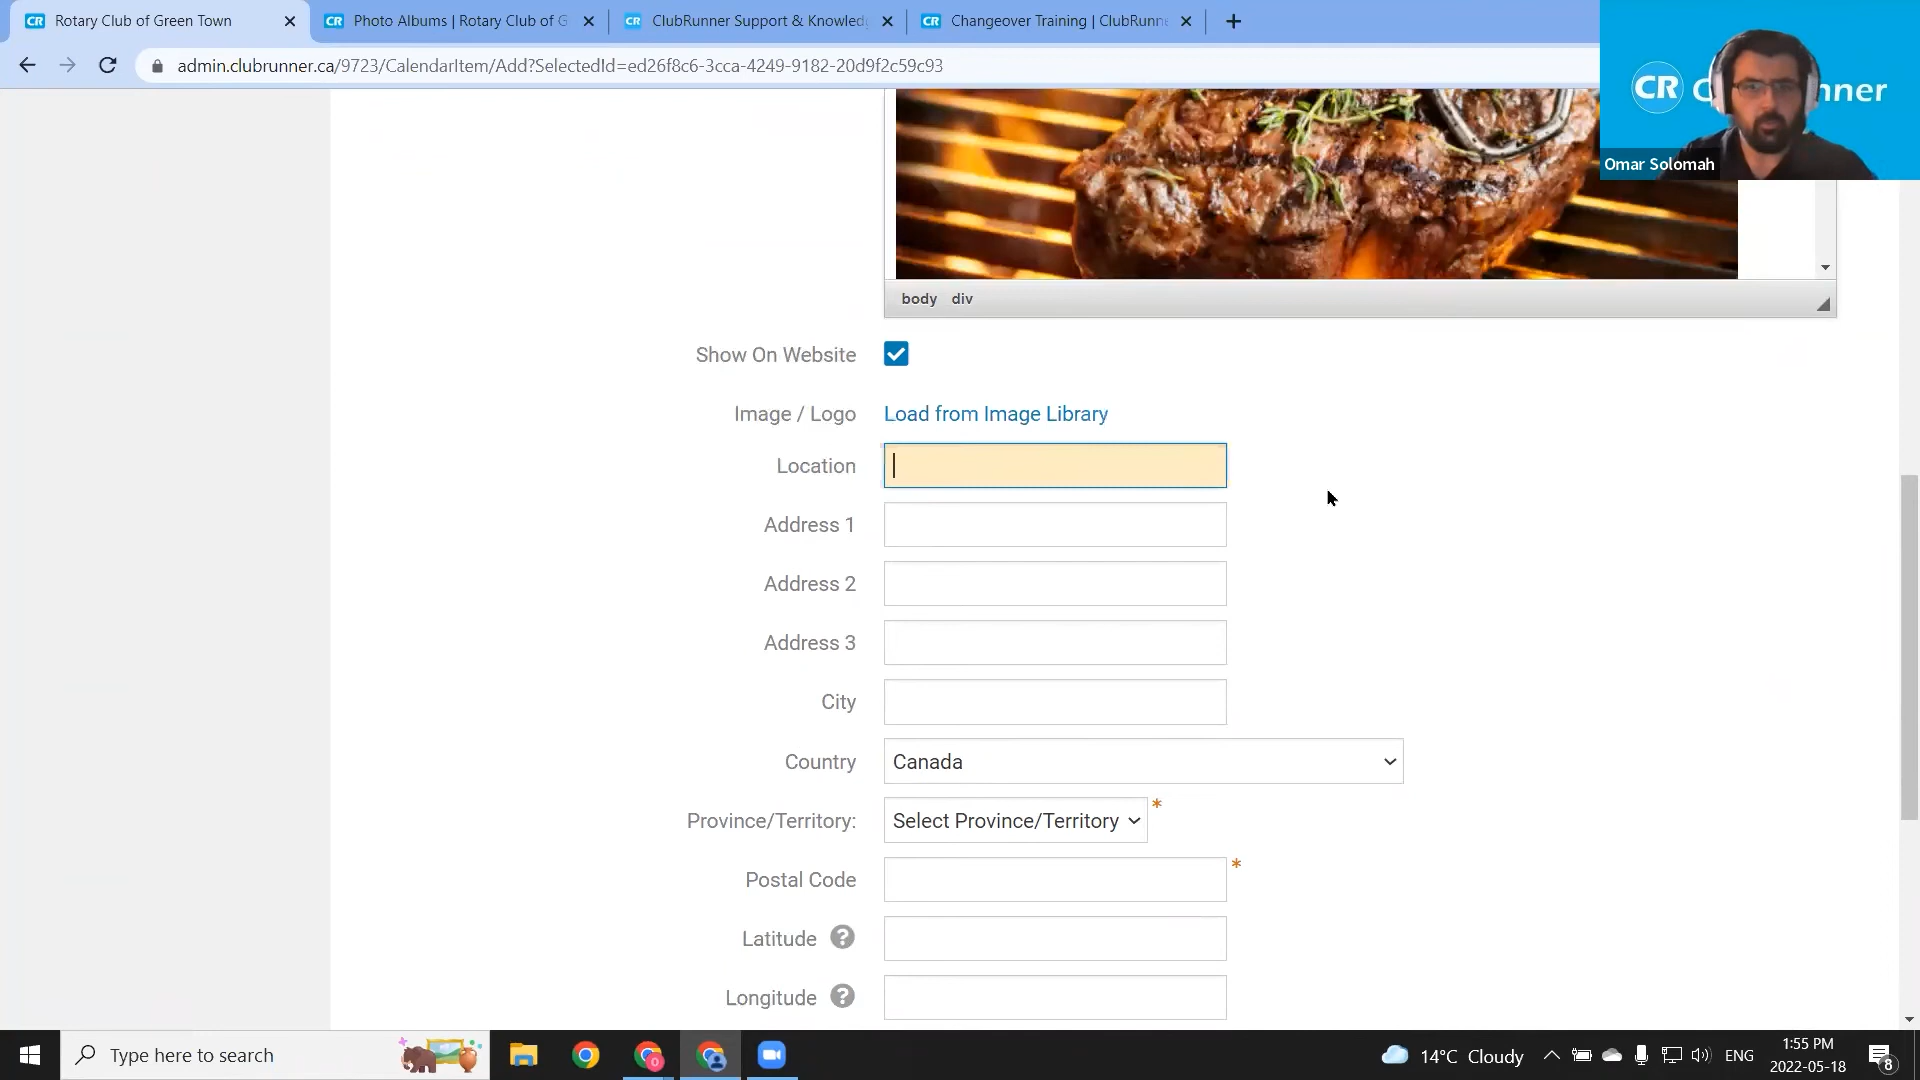 Rotary Club of Green Town
Photo Albums | Rotary Club of G
ClubRunner Support & Knowled
Changeover Training | ClubRunn
admin.clubrunner.ca/9723/CalendarItem/Add?SelectedId=ed26f8c6-3cca-4249-9182-20d9f2c59c93
CR C nner
Omar Solomah
body div
Show On Website
Image / Logo Load from Image Library
Location
Address 1
Address 2
Address 3
City
Country Canada
Province/Territory: Select Province/Territory *
Postal Code *
Latitude ?
Longitude ?
Type here to search
14°C Cloudy
ENG
1:55 PM
2022-05-18
8